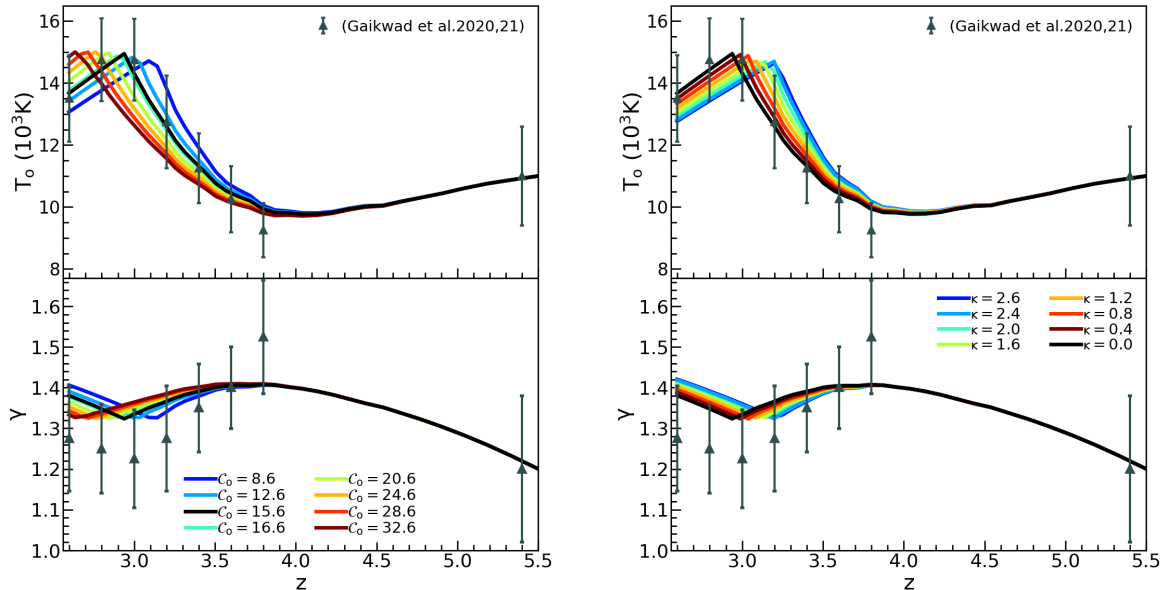 (Gaikwad et al.2020,21)
16
14
12
10
8
T₀ (10³K)
1.6
1.5
1.4
1.3
1.2
1.1
1.0
γ
𝒞₀ = 8.6
𝒞₀ = 12.6
𝒞₀ = 15.6
𝒞₀ = 16.6
𝒞₀ = 20.6
𝒞₀ = 24.6
𝒞₀ = 28.6
𝒞₀ = 32.6
3.0 3.5 4.0 4.5 5.0 5.5
z
(Gaikwad et al.2020,21)
16
14
12
10
8
T₀ (10³K)
1.6
1.5
1.4
1.3
1.2
1.1
1.0
γ
κ = 2.6
κ = 2.4
κ = 2.0
κ = 1.6
κ = 1.2
κ = 0.8
κ = 0.4
κ = 0.0
3.0 3.5 4.0 4.5 5.0 5.5
z